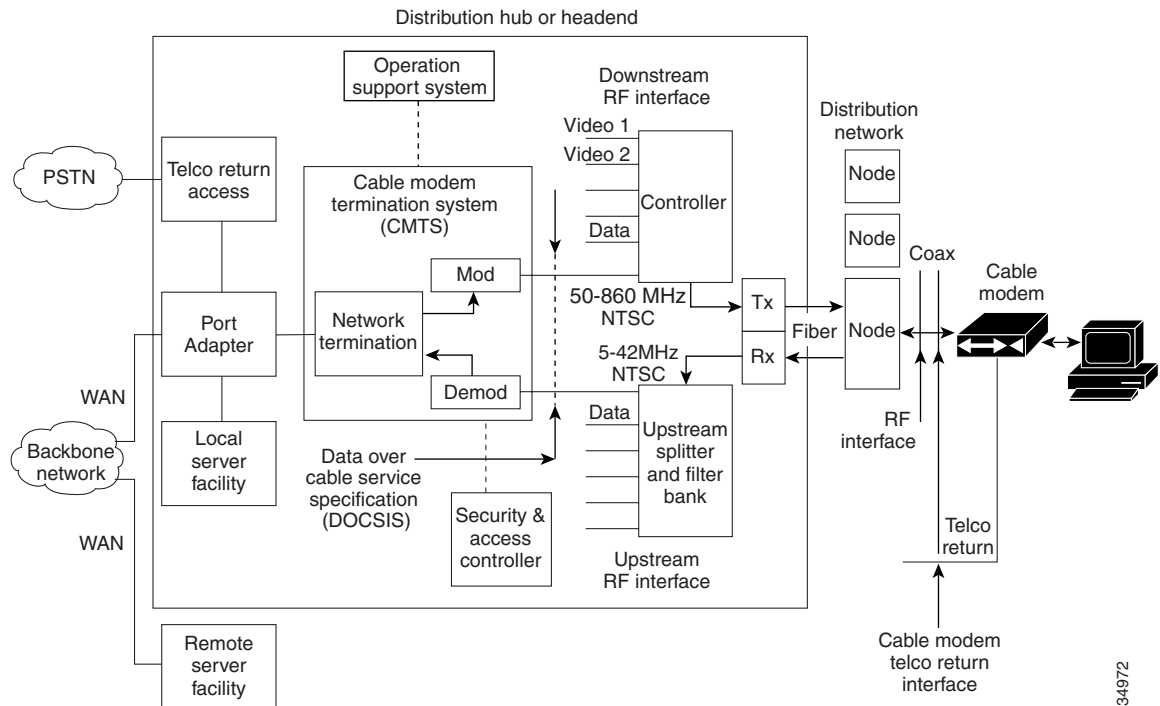 Distribution hub or headend
Operation
support system
Downstream
RF interface
Distribution
network
Video 1
Video 2
Data
Controller
Node
Node
Node
PSTN
Telco return
access
Cable modem
termination system
(CMTS)
Mod
Network
termination
Demod
Port
Adapter
50-860 MHz
NTSC
Tx
Rx
Fiber
5-42MHz
NTSC
Coax
Cable
modem
WAN
Backbone
network
WAN
Local
server
facility
Data over
cable service
specification
(DOCSIS)
Security &
access
controller
Data
Upstream
splitter
and filter
bank
Upstream
RF interface
RF
interface
Telco
return
Cable modem
telco return
interface
Remote
server
facility
34972